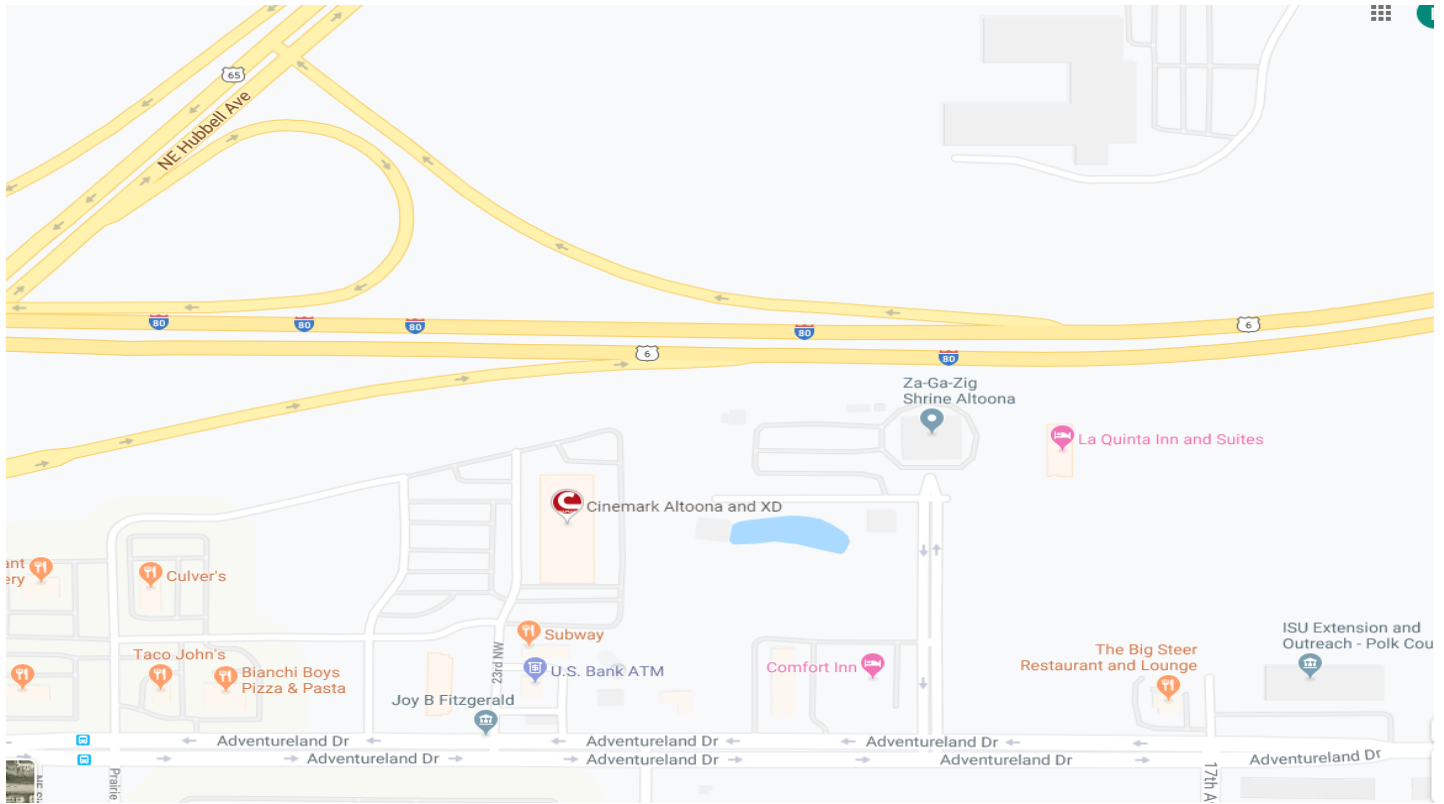 65
NE Hubbell Ave
80
80
80
80
6
6
80
Za-Ga-Zig
Shrine Altoona
La Quinta Inn and Suites
Cinemark Altoona and XD
ant
ery
Culver's
Subway
Taco John's
Bianchi Boys
Pizza & Pasta
23rd NW
U.S. Bank ATM
Comfort Inn
The Big Steer
Restaurant and Lounge
ISU Extension and
Outreach - Polk Cou
Joy B Fitzgerald
Adventureland Dr
Adventureland Dr
Adventureland Dr
Adventureland Dr
Adventureland Dr
Adventureland Dr
Adventureland Dr
Prairie
17th A